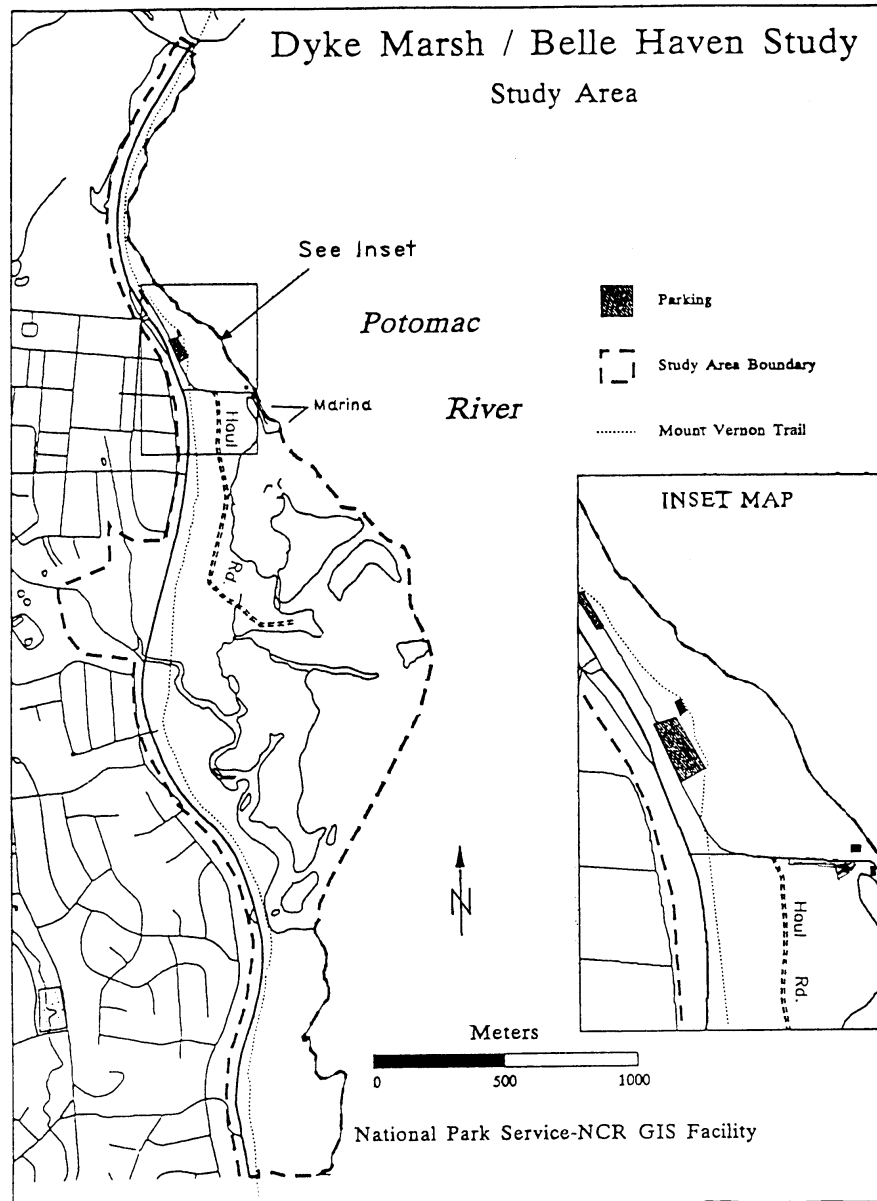 Dyke Marsh / Belle Haven Study
Study Area
See Inset
Potomac
River
Parking
Study Area Boundary
Mount Vernon Trail
Marina
Haul
Rd.
INSET MAP
Haul
Rd.
N
Meters
0 500 1000
National Park Service-NCR GIS Facility